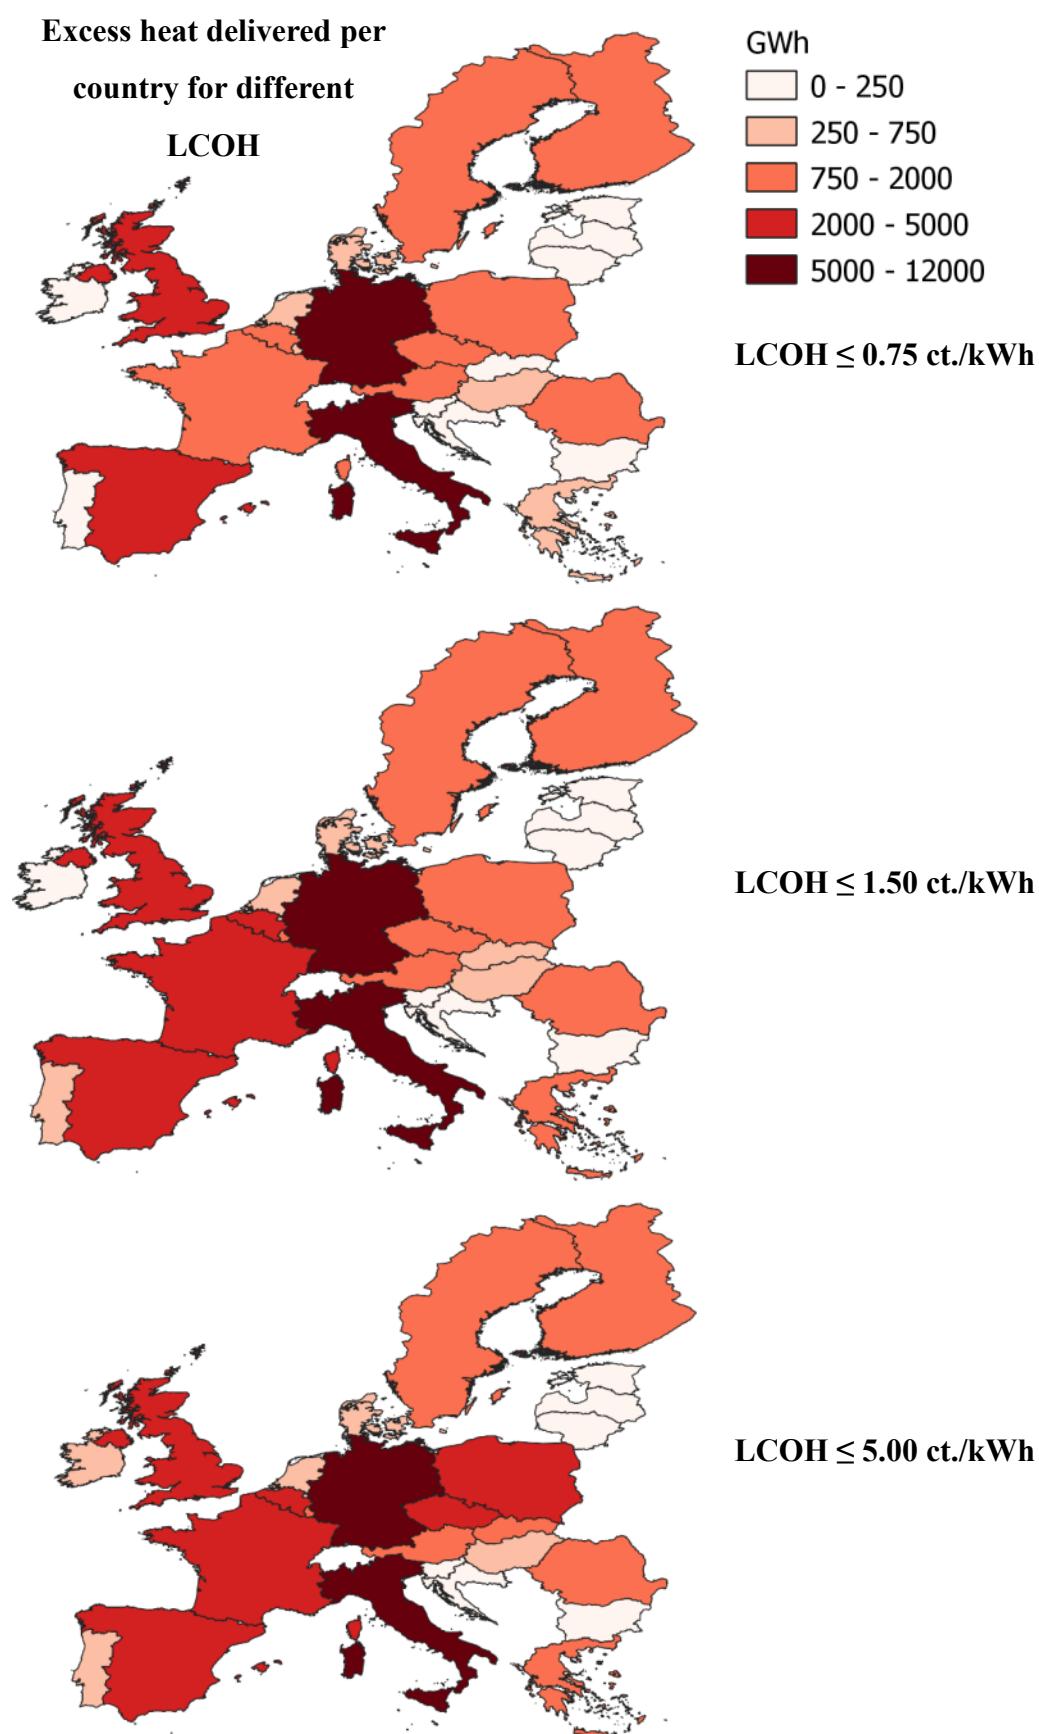 Excess heat delivered per
country for different
LCOH
GWh
0 - 250
250 - 750
750 - 2000
2000 - 5000
5000 - 12000
LCOH ≤ 0.75 ct./kWh
LCOH ≤ 1.50 ct./kWh
LCOH ≤ 5.00 ct./kWh